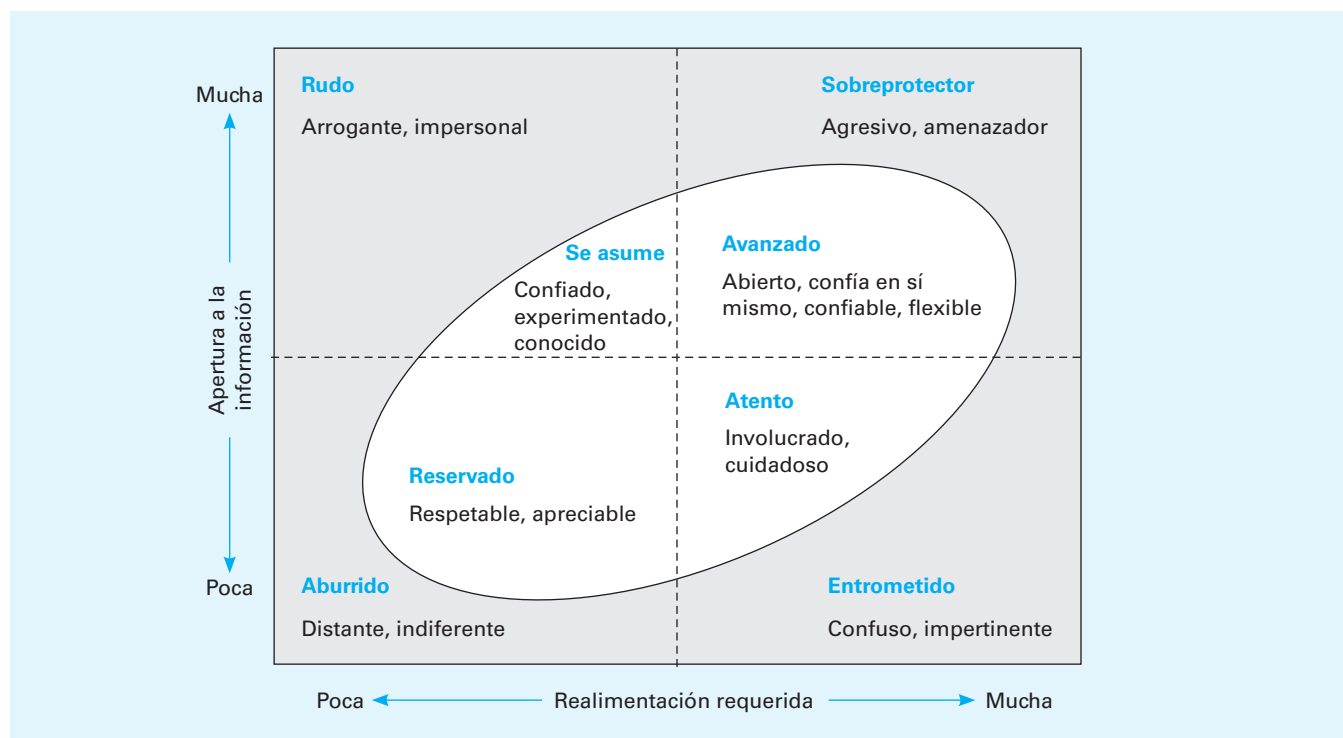 Mucha
Rudo
Arrogante, impersonal
Sobreprotector
Agresivo, amenazador
Se asume
Confiado,
experimentado,
conocido
Avanzado
Abierto, confía en sí
mismo, confiable, flexible
Apertura a la
información
Atento
Involucrado,
cuidadoso
Reservado
Respetable, apreciable
Poca
Aburrido
Distante, indiferente
Entrometido
Confuso, impertinente
Poca
Realimentación requerida
Mucha